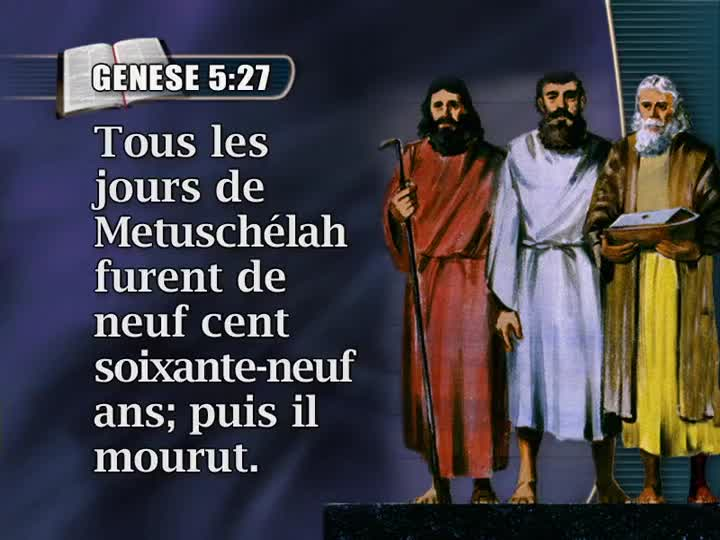 GENESE 5:27
Tous les
jours de
Metuschélah
furent de
neuf cent
soixante-neuf
ans; puis il
mourut.